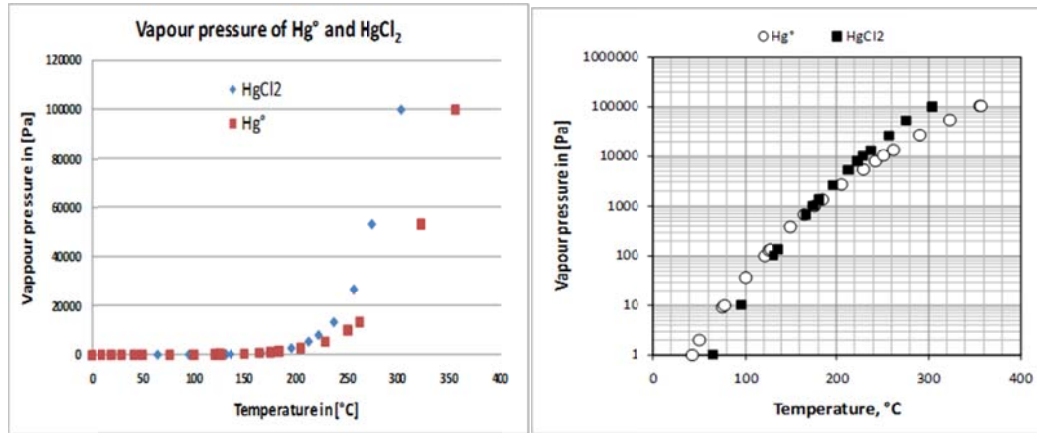 Vapour pressure of Hg° and HgCl₂
120000
100000
80000
60000
40000
20000
0
Vappour pressure in [Pa]
HgCl2
Hg°
0 50 100 150 200 250 300 350 400
Temperature in [°C]
Hg° HgCl2
1000000
100000
10000
1000
100
10
1
Vapour pressure in [Pa]
0 100 200 300 400
Temperature, °C